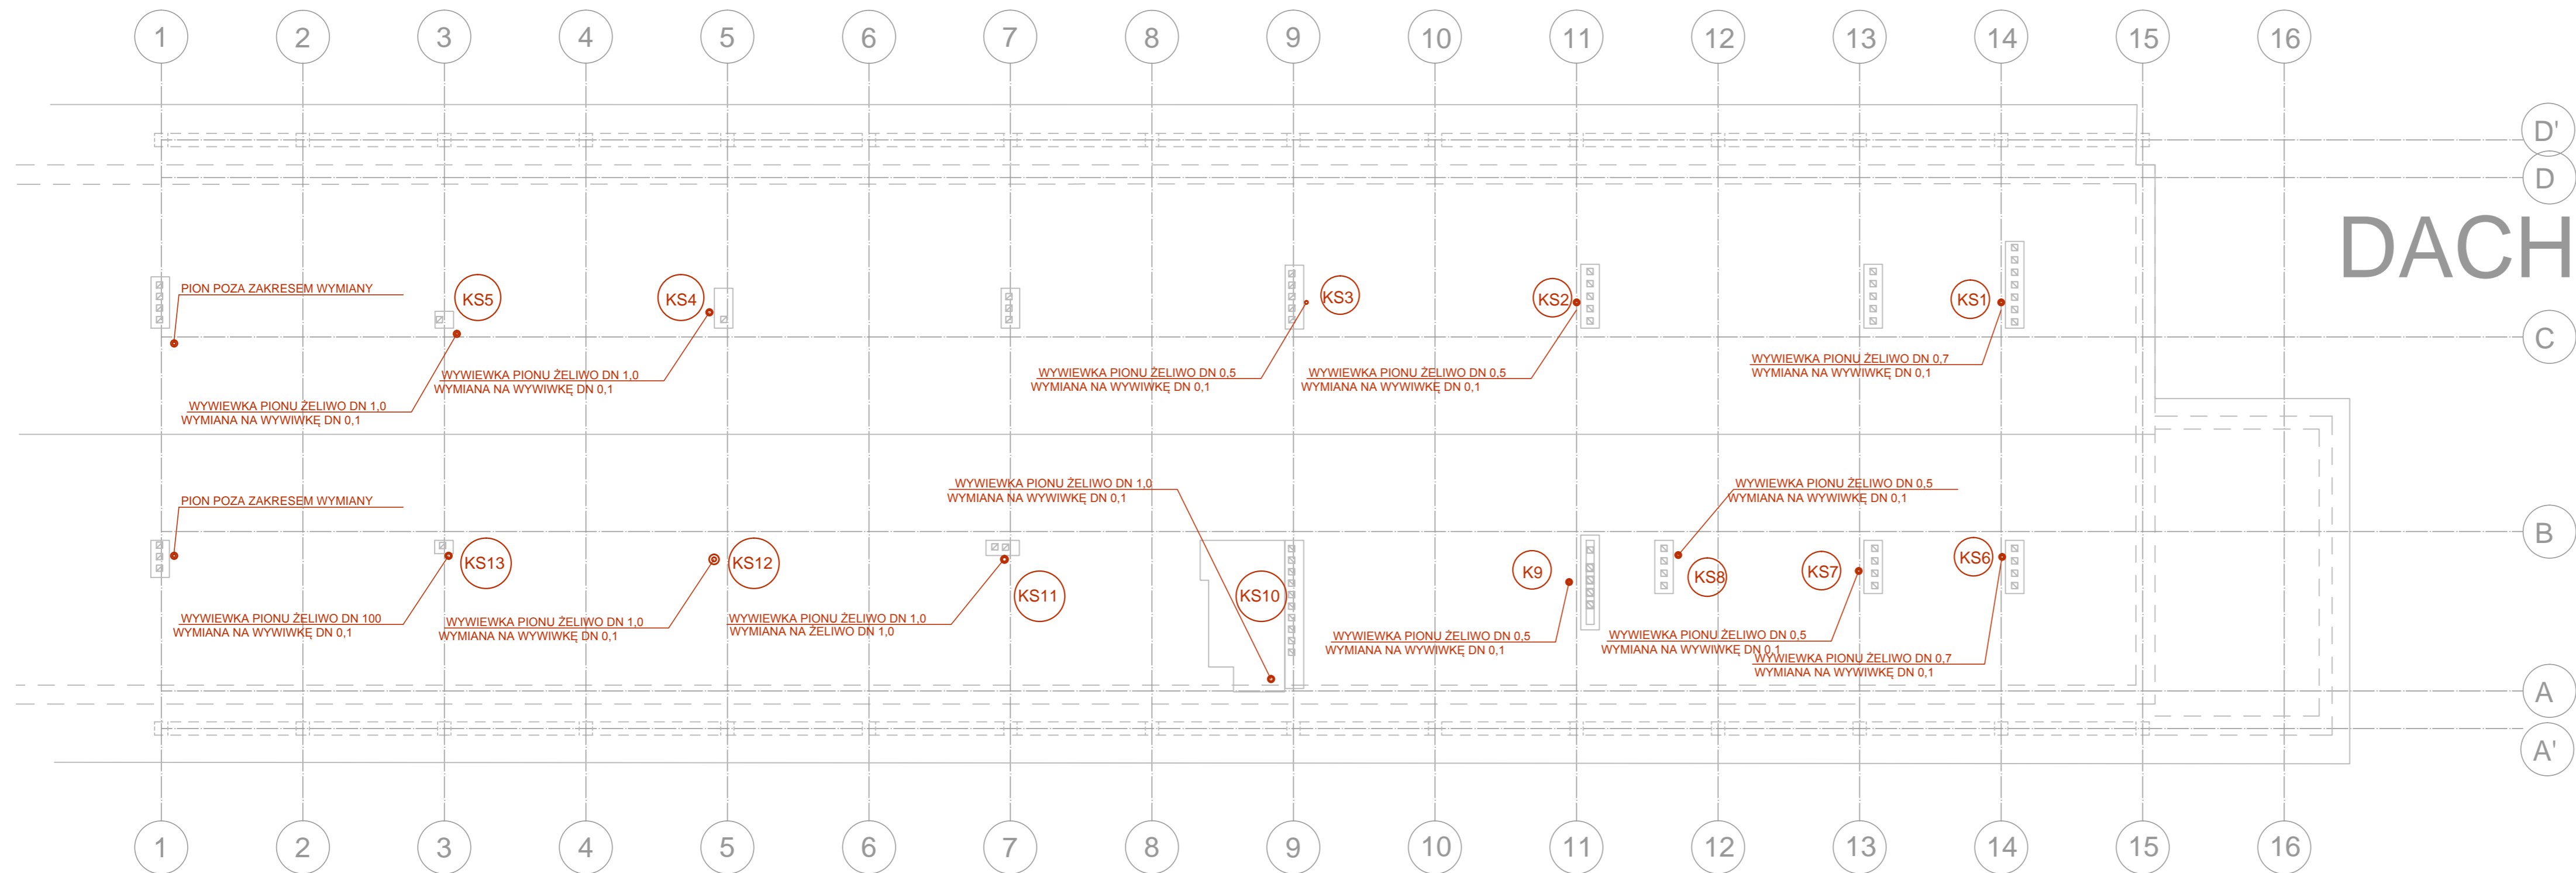 1 2 3 4 5 6 7 8 9 10 11 12 13 14 15 16
D'
D
DACH
PION POZA ZAKRESEM WYMIANY
KS5
KS4
KS3
KS2
KS1
C
WYWIEWKA PIONU ŻELIWO DN 1,0
WYMIANA NA WYWIWKĘ DN 0,1
WYWIEWKA PIONU ŻELIWO DN 1,0
WYMIANA NA WYWIWKĘ DN 0,1
WYWIEWKA PIONU ŻELIWO DN 0,5
WYMIANA NA WYWIWKĘ DN 0,1
WYWIEWKA PIONU ŻELIWO DN 0,5
WYMIANA NA WYWIWKĘ DN 0,1
WYWIEWKA PIONU ŻELIWO DN 0,7
WYMIANA NA WYWIWKĘ DN 0,1
PION POZA ZAKRESEM WYMIANY
WYWIEWKA PIONU ŻELIWO DN 1,0
WYMIANA NA WYWIWKĘ DN 0,1
WYWIEWKA PIONU ŻELIWO DN 0,5
WYMIANA NA WYWIWKĘ DN 0,1
B
KS13
KS12
KS11
KS10
K9
KS8
KS7
KS6
WYWIEWKA PIONU ŻELIWO DN 100
WYMIANA NA WYWIWKĘ DN 0,1
WYWIEWKA PIONU ŻELIWO DN 1,0
WYMIANA NA WYWIWKĘ DN 0,1
WYWIEWKA PIONU ŻELIWO DN 1,0
WYMIANA NA ŻELIWO DN 1,0
WYWIEWKA PIONU ŻELIWO DN 0,5
WYMIANA NA WYWIWKĘ DN 0,1
WYWIEWKA PIONU ŻELIWO DN 0,5
WYMIANA NA WYWIWKĘ DN 0,1
WYWIEWKA PIONU ŻELIWO DN 0,7
WYMIANA NA WYWIWKĘ DN 0,1
A
A'
1 2 3 4 5 6 7 8 9 10 11 12 13 14 15 16